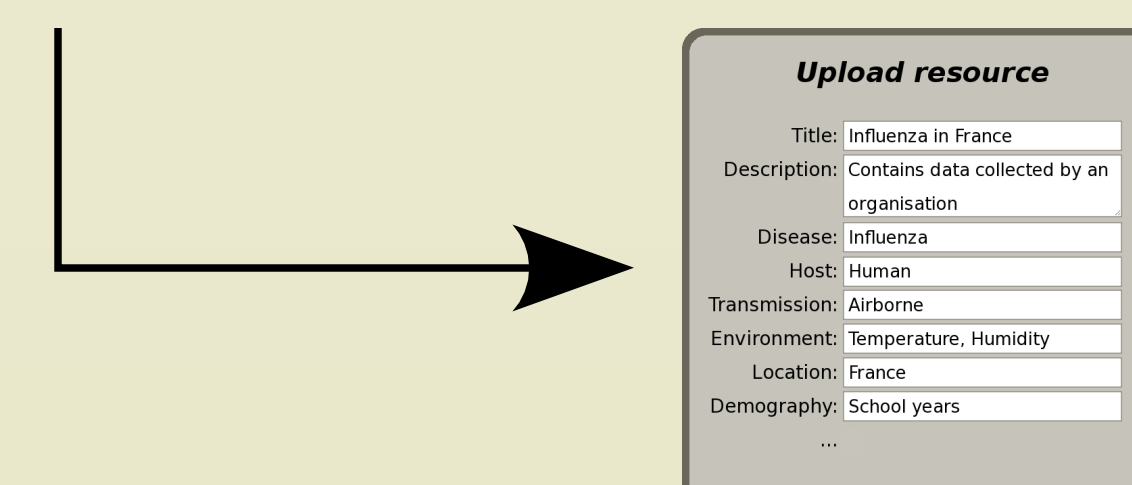 Upload resource
Title: Influenza in France
Description: Contains data collected by an
organisation
Disease: Influenza
Host: Human
Transmission: Airborne
Environment: Temperature, Humidity
Location: France
Demography: School years
...